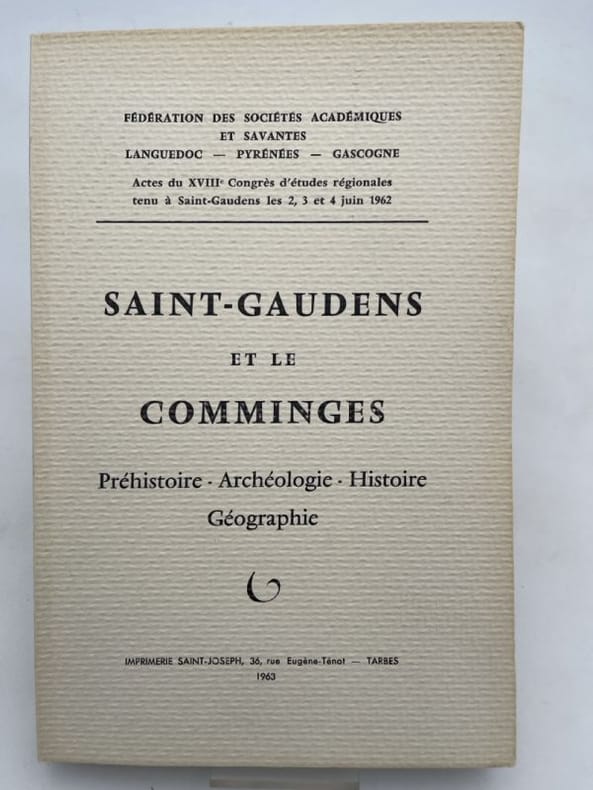 FÉDÉRATION DES SOCIÉTÉS ACADÉMIQUES
ET SAVANTES
LANGUEDOC — PYRÉNÉES — GASCOGNE
Actes du XVIIIe Congrès d'études régionales
tenu à Saint-Gaudens les 2, 3 et 4 juin 1962
SAINT-GAUDENS
ET LE
COMMINGES
Préhistoire - Archéologie - Histoire
Géographie
IMPRIMERIE SAINT-JOSEPH, 36, rue Eugène-Ténot — TARBES
1963